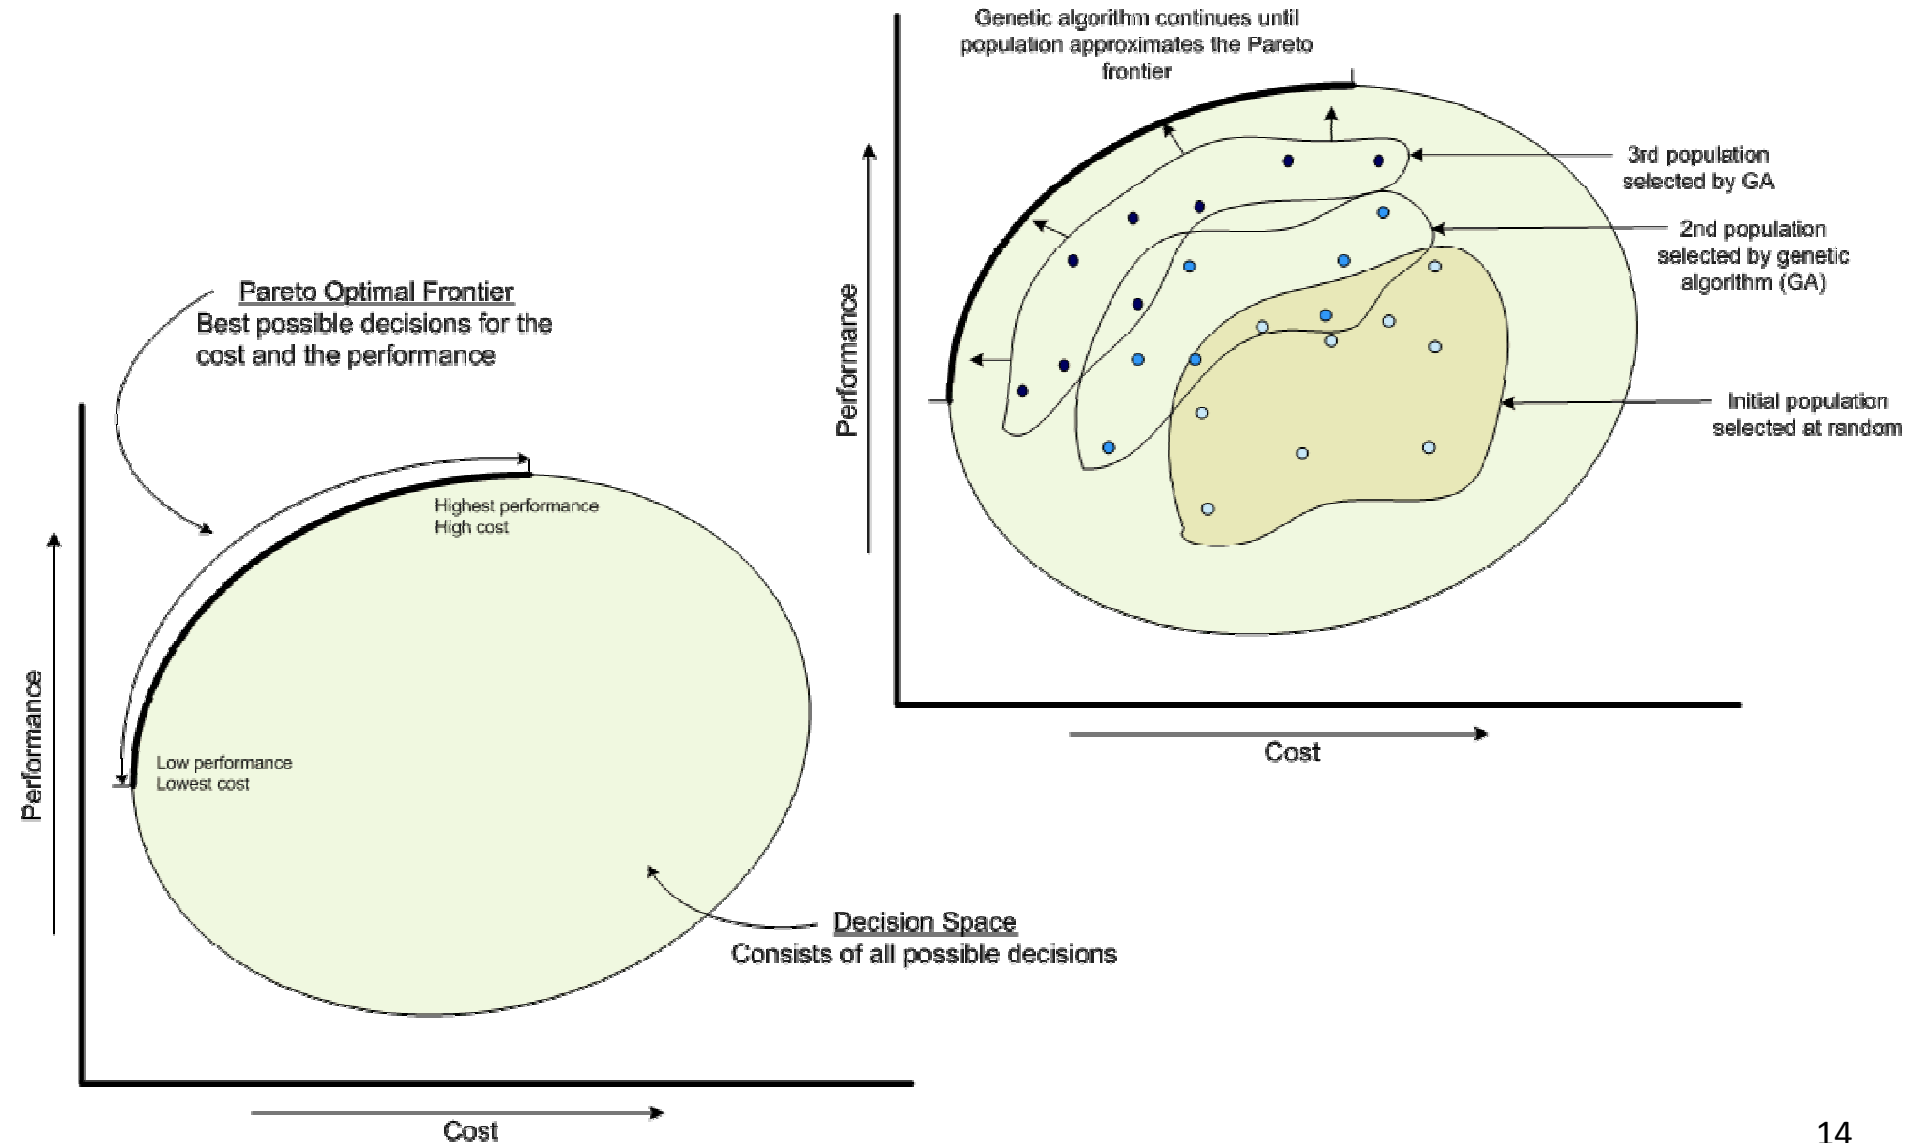 Genetic algorithm continues until
population approximates the Pareto
frontier
3rd population
selected by GA
2nd population
selected by genetic
algorithm (GA)
Initial population
selected at random
Performance
Cost
Pareto Optimal Frontier
Best possible decisions for the
cost and the performance
Highest performance
High cost
Low performance
Lowest cost
Performance
Decision Space
Consists of all possible decisions
Cost
14